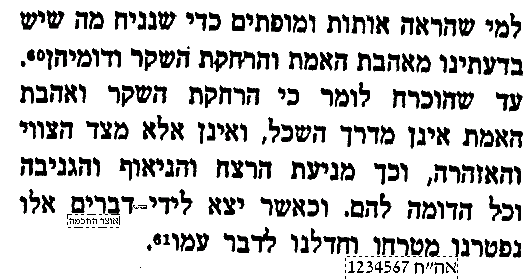 למי שהראה אותות ומופתים כדי שנניח מה שיש
בדעתינו מאהבת האמת והרחקת השקר ודומיהן60.
עד שהוכרח לומר כי הרחקת השקר ואהבת
האמת אינן מדרך השכל, ואינן אלא מצד הצווי
והאזהרה, וכך מניעת הרצח והניאוף והגניבה
וכל הדומה להם. וכאשר יצא לידי דברים אלו
אוצר החכמה
נפטרנו מטרחו וחדלנו לדבר עמו61.
אה"ח 1234567